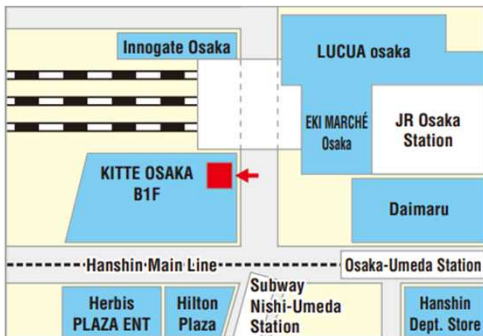 Innogate Osaka
LUCUA osaka
EKI MARCHÉ
Osaka
JR Osaka
Station
KITTE OSAKA
B1F
Daimaru
Hanshin Main Line
Osaka-Umeda Station
Subway
Nishi-Umeda
Station
Herbis
PLAZA ENT
Hilton
Plaza
Hanshin
Dept. Store